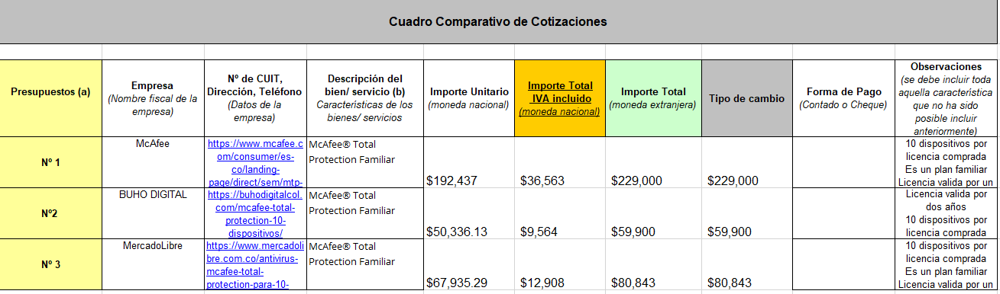 Cuadro Comparativo de Cotizaciones
Presupuestos (a)
Empresa
(Nombre fiscal de la
empresa)
Nº de CUIT,
Dirección, Teléfono
(Datos de la
empresa)
Descripción del
bien/ servicio (b)
Características de los
bienes/ servicios
Importe Unitario
(moneda nacional)
Importe Total
IVA incluido
(moneda nacional)
Importe Total
(moneda extranjera)
Tipo de cambio
Forma de Pago
(Contado o Cheque)
Observaciones
(se debe incluir toda
aquella característica
que no ha sido
posible incluir
anteriormente)
Nº 1
McAfee
https://www.mcafee.c
om/consumer/es-
co/landing-
page/direct/sem/mtp-
McAfee® Total
Protection Familiar
$192,437
$36,563
$229,000
$229,000
10 dispositivos por
licencia comprada
Es un plan familiar
Licencia valida por un
Nº2
BUHO DIGITAL
https://buhodigitalcol.
com/mcafee-total-
protection-10-
dispositivos/
McAfee® Total
Protection Familiar
$50,336.13
$9,564
$59,900
$59,900
Licencia valida por
dos años
10 dispositivos por
licencia comprada
Nº 3
MercadoLibre
https://www.mercadoli
bre.com.co/antivirus-
mcafee-total-
protection-para-10-
McAfee® Total
Protection Familiar
$67,935.29
$12,908
$80,843
$80,843
10 dispositivos por
licencia comprada
Es un plan familiar
Licencia valida por un